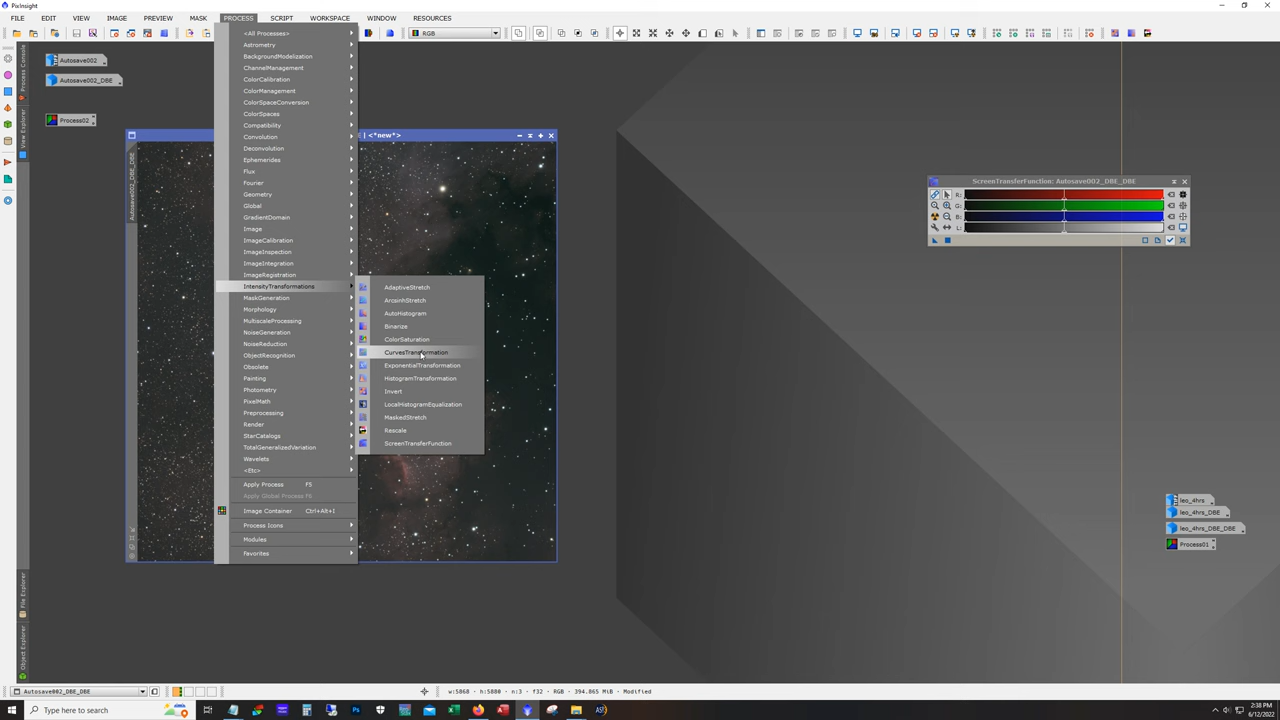 PixInsight
FILE EDIT VIEW IMAGE PREVIEW MASK PROCESS SCRIPT WORKSPACE WINDOW RESOURCES
RGB
Process Console
View Explorer
File Explorer
Object Explorer
Autosave002
Autosave002_DBE
Process02
| <*new*>
Autosave002_DBE_DBE
<All Processes>
Astrometry
BackgroundModelization
ChannelManagement
ColorCalibration
ColorManagement
ColorSpaceConversion
ColorSpaces
Compatibility
Convolution
Deconvolution
Ephemerides
Flux
Fourier
Geometry
Global
GradientDomain
Image
ImageCalibration
ImageInspection
ImageIntegration
ImageRegistration
IntensityTransformations
MaskGeneration
Morphology
MultiscaleProcessing
NoiseGeneration
NoiseReduction
ObjectRecognition
Obsolete
Painting
Photometry
PixelMath
Preprocessing
Render
StarCatalogs
TotalGeneralizedVariation
Wavelets
<Etc>
Apply Process F5
Apply Global Process F6
Image Container Ctrl+Alt+I
Process Icons
Modules
Favorites
AdaptiveStretch
ArcsinhStretch
AutoHistogram
Binarize
ColorSaturation
CurvesTransformation
ExponentialTransformation
HistogramTransformation
Invert
LocalHistogramEqualization
MaskedStretch
Rescale
ScreenTransferFunction
ScreenTransferFunction: Autosave002_DBE_DBE
R:
G:
B:
L:
leo_4hrs
leo_4hrs_DBE
leo_4hrs_DBE_DBE
Process01
Autosave002_DBE_DBE
w:5868 · h:5880 · n:3 · f32 · RGB · 394.865 MiB · Modified
Type here to search
2:38 PM
6/12/2022